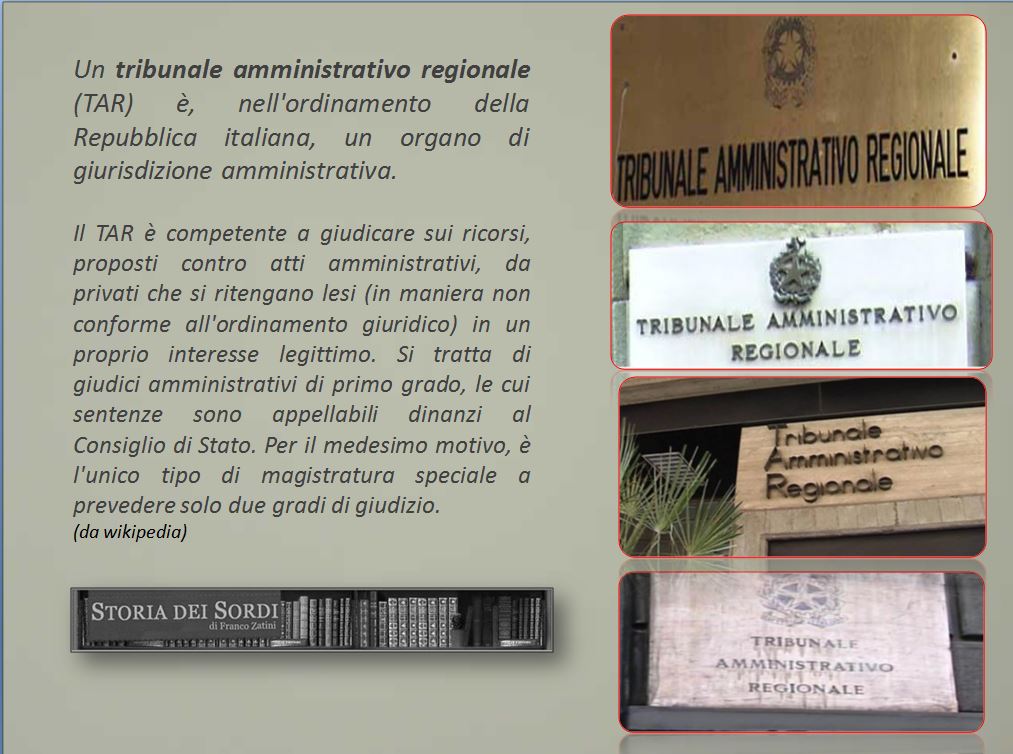 Un tribunale amministrativo regionale
(TAR) è, nell'ordinamento della
Repubblica italiana, un organo di
giurisdizione amministrativa.
Il TAR è competente a giudicare sui ricorsi,
proposti contro atti amministrativi, da
privati che si ritengano lesi (in maniera non
conforme all'ordinamento giuridico) in un
proprio interesse legittimo. Si tratta di
giudici amministrativi di primo grado, le cui
sentenze sono appellabili dinanzi al
Consiglio di Stato. Per il medesimo motivo, è
l'unico tipo di magistratura speciale a
prevedere solo due gradi di giudizio.
(da wikipedia)
STORIA DEI SORDI
di Franco Zatini
TRIBUNALE AMMINISTRATIVO REGIONALE
TRIBUNALE AMMINISTRATIVO
REGIONALE
Tribunale
Amministrativo
Regionale
TRIBUNALE
AMMINISTRATIVO
REGIONALE